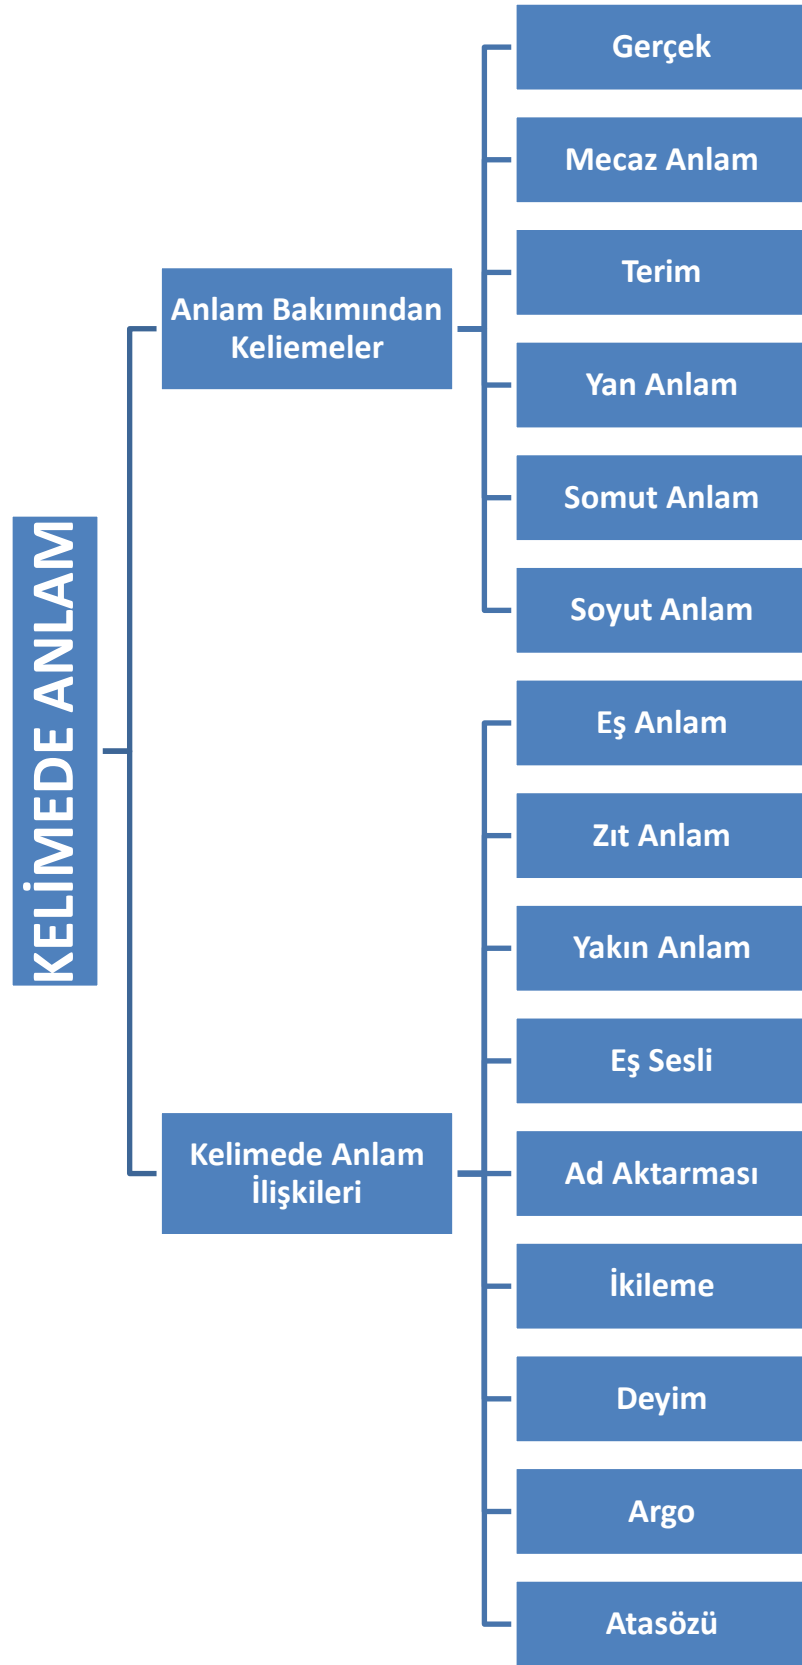 KELİMEDE ANLAM
Anlam Bakımından
Keliemeler
Gerçek
Mecaz Anlam
Terim
Yan Anlam
Somut Anlam
Soyut Anlam
Kelimede Anlam
İlişkileri
Eş Anlam
Zıt Anlam
Yakın Anlam
Eş Sesli
Ad Aktarması
İkileme
Deyim
Argo
Atasözü